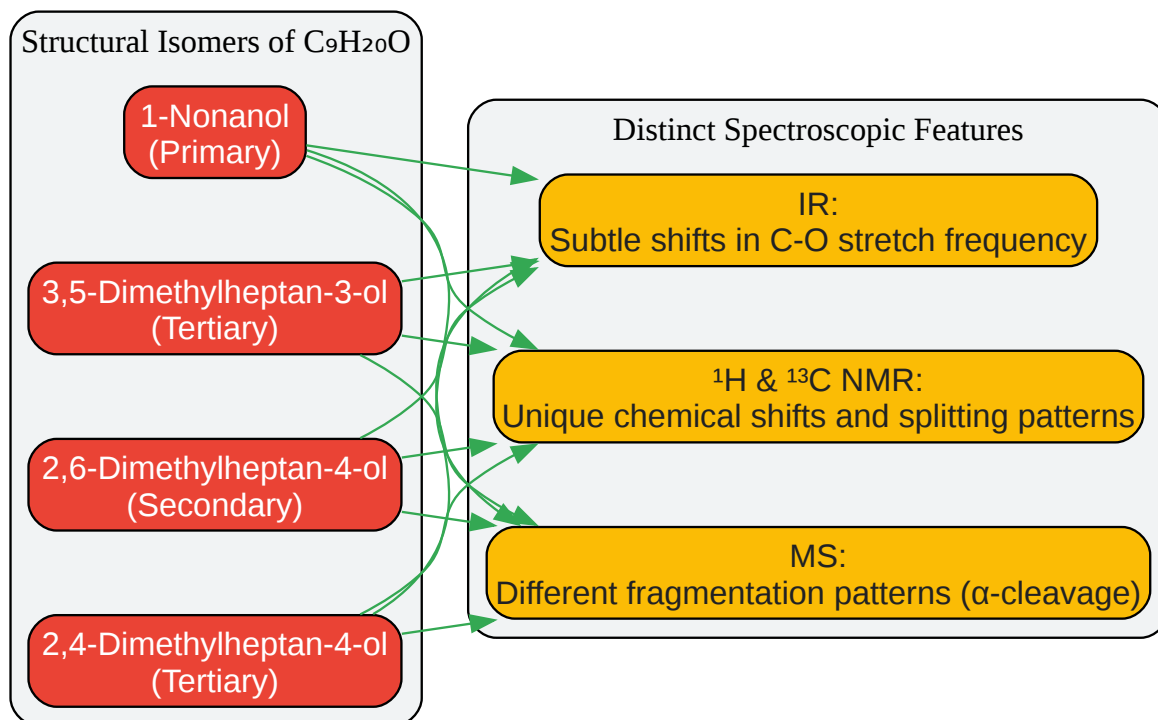 Structural Isomers of C₉H₂₀O
1-Nonanol
(Primary)
3,5-Dimethylheptan-3-ol
(Tertiary)
2,6-Dimethylheptan-4-ol
(Secondary)
2,4-Dimethylheptan-4-ol
(Tertiary)
Distinct Spectroscopic Features
IR:
Subtle shifts in C-O stretch frequency
¹H & ¹³C NMR:
Unique chemical shifts and splitting patterns
MS:
Different fragmentation patterns (α-cleavage)